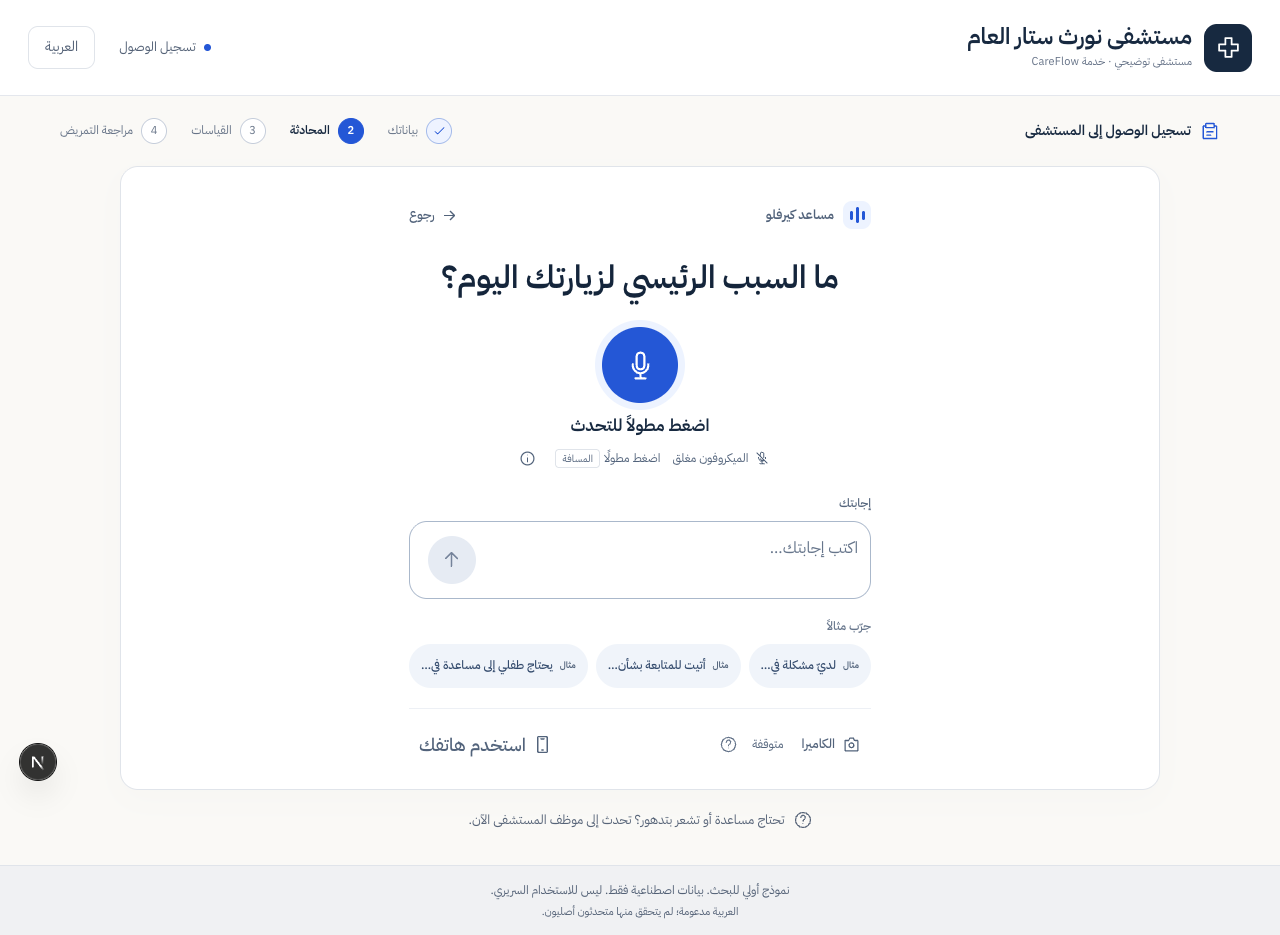 مستشفى نورث ستار العام
مستشفى توضيحي · خدمة CareFlow
تسجيل الوصول
العربية
تسجيل الوصول إلى المستشفى
بياناتك
2 المحادثة
3 القياسات
4 مراجعة التمريض
مساعد كيرفلو
رجوع
ما السبب الرئيسي لزيارتك اليوم؟
اضغط مطولاً للتحدث
الميكروفون مغلق
اضغط مطولًا المسافة
إجابتك
اكتب إجابتك...
جرّب مثالاً
مثال لديّ مشكلة في...
مثال أتيت للمتابعة بشأن...
مثال يحتاج طفلي إلى مساعدة في...
الكاميرا
متوقفة
استخدم هاتفك
N
تحتاج مساعدة أو تشعر بتدهور؟ تحدث إلى موظف المستشفى الآن.
نموذج أولي للبحث. بيانات اصطناعية فقط. ليس للاستخدام السريري.
العربية مدعومة؛ لم يتحقق منها متحدثون أصليون.